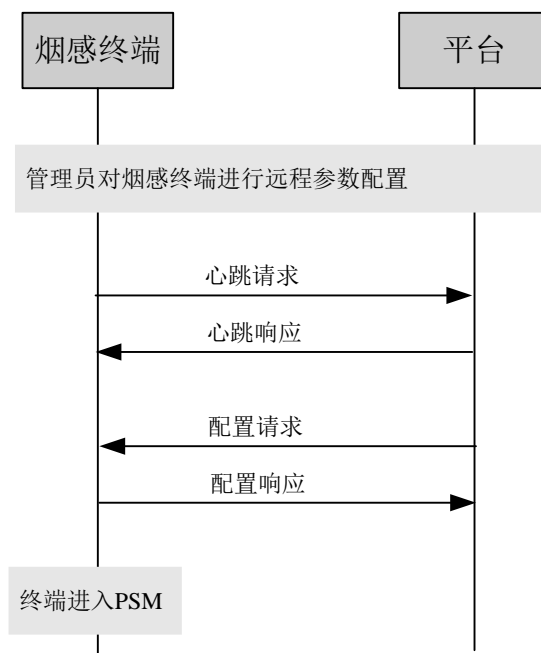 烟感终端
平台
管理员对烟感终端进行远程参数配置
心跳请求
心跳响应
配置请求
配置响应
终端进入PSM